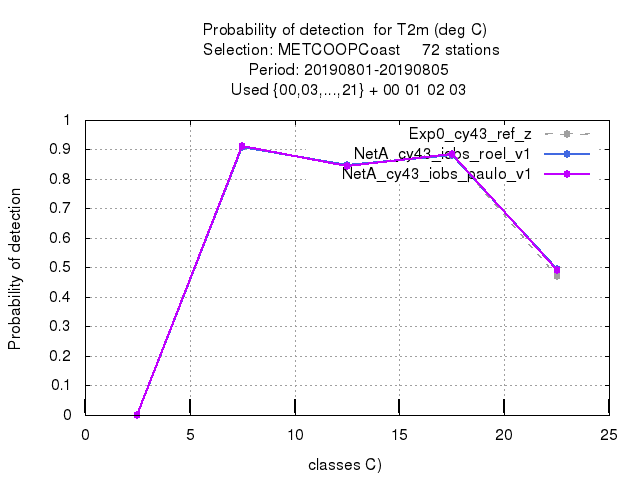 Probability of detection  for T2m (deg C)
Selection: METCOOPCoast     72 stations
Period: 20190801-20190805
Used {00,03,...,21} + 00 01 02 03
Exp0_cy43_ref_z
NetA_cy43_iobs_roel_v1
NetA_cy43_iobs_paulo_v1
Probability of detection
1
0.9
0.8
0.7
0.6
0.5
0.4
0.3
0.2
0.1
0
0 5 10 15 20 25
classes C)